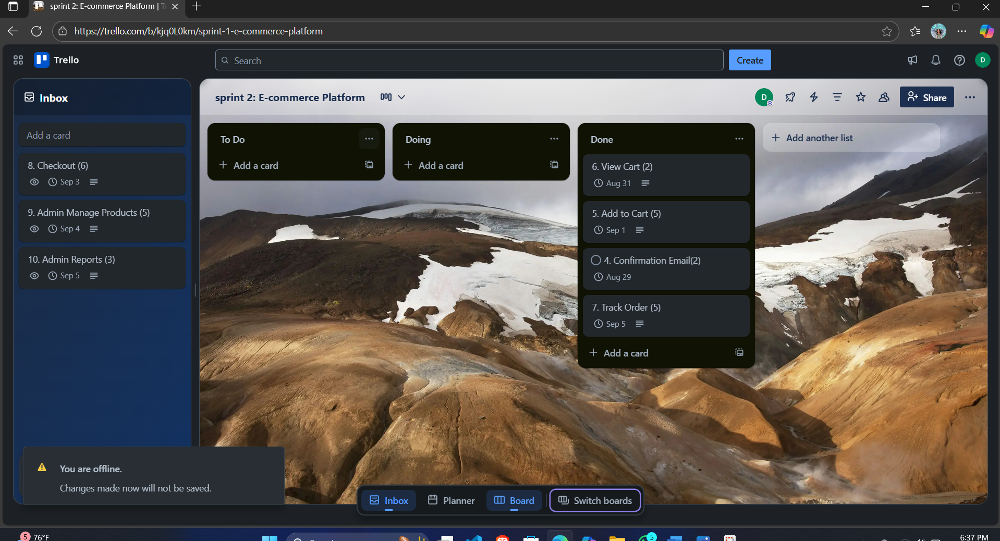 sprint 2: E-commerce Platform |
https://trello.com/b/kjq0L0km/sprint-1-e-commerce-platform
Trello
Search
Create
D
Inbox
Add a card
8. Checkout (6)
Sep 3
9. Admin Manage Products (5)
Sep 4
10. Admin Reports (3)
Sep 5
sprint 2: E-commerce Platform
D
Share
To Do
Add a card
Doing
Add a card
Done
6. View Cart (2)
Aug 31
5. Add to Cart (5)
Sep 1
4. Confirmation Email(2)
Aug 29
7. Track Order (5)
Sep 5
Add a card
Add another list
You are offline.
Changes made now will not be saved.
Inbox
Planner
Board
Switch boards
5
76°F
5
6:37 PM